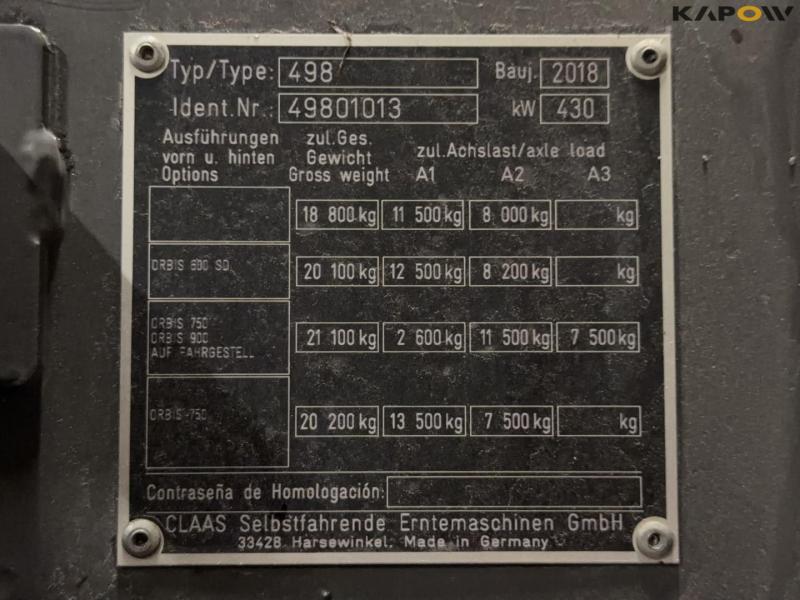 KAPOW
Typ/Type: 498 Bauj. 2018
Ident.Nr.: 49801013 kW 430
Ausführungen zul.Ges.
vorn u. hinten Gewicht zul.Achslast/axle load
Options Gross weight A1 A2 A3
18 800 kg 11 500 kg 8 000 kg kg
ORBIS 600 SD 20 100 kg 12 500 kg 8 200 kg kg
ORBIS 750
ORBIS 900 21 100 kg 2 600 kg 11 500 kg 7 500 kg
AUF FAHRGESTELL
ORBIS 750 20 200 kg 13 500 kg 7 500 kg kg
Contraseña de Homologación:
CLAAS Selbstfahrende Erntemaschinen GmbH
33428 Harsewinkel, Made in Germany